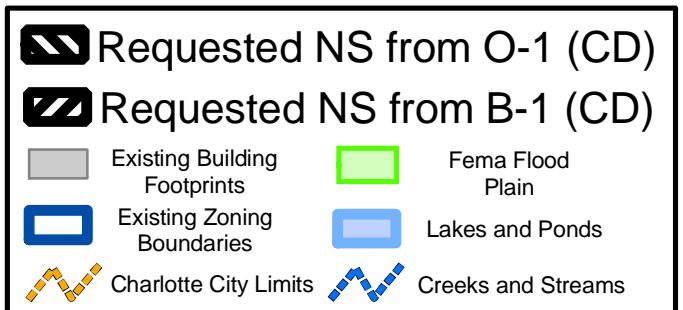 Requested NS from O-1 (CD)
Requested NS from B-1 (CD)
Existing Building
Footprints
Fema Flood
Plain
Existing Zoning
Boundaries
Lakes and Ponds
Charlotte City Limits
Creeks and Streams